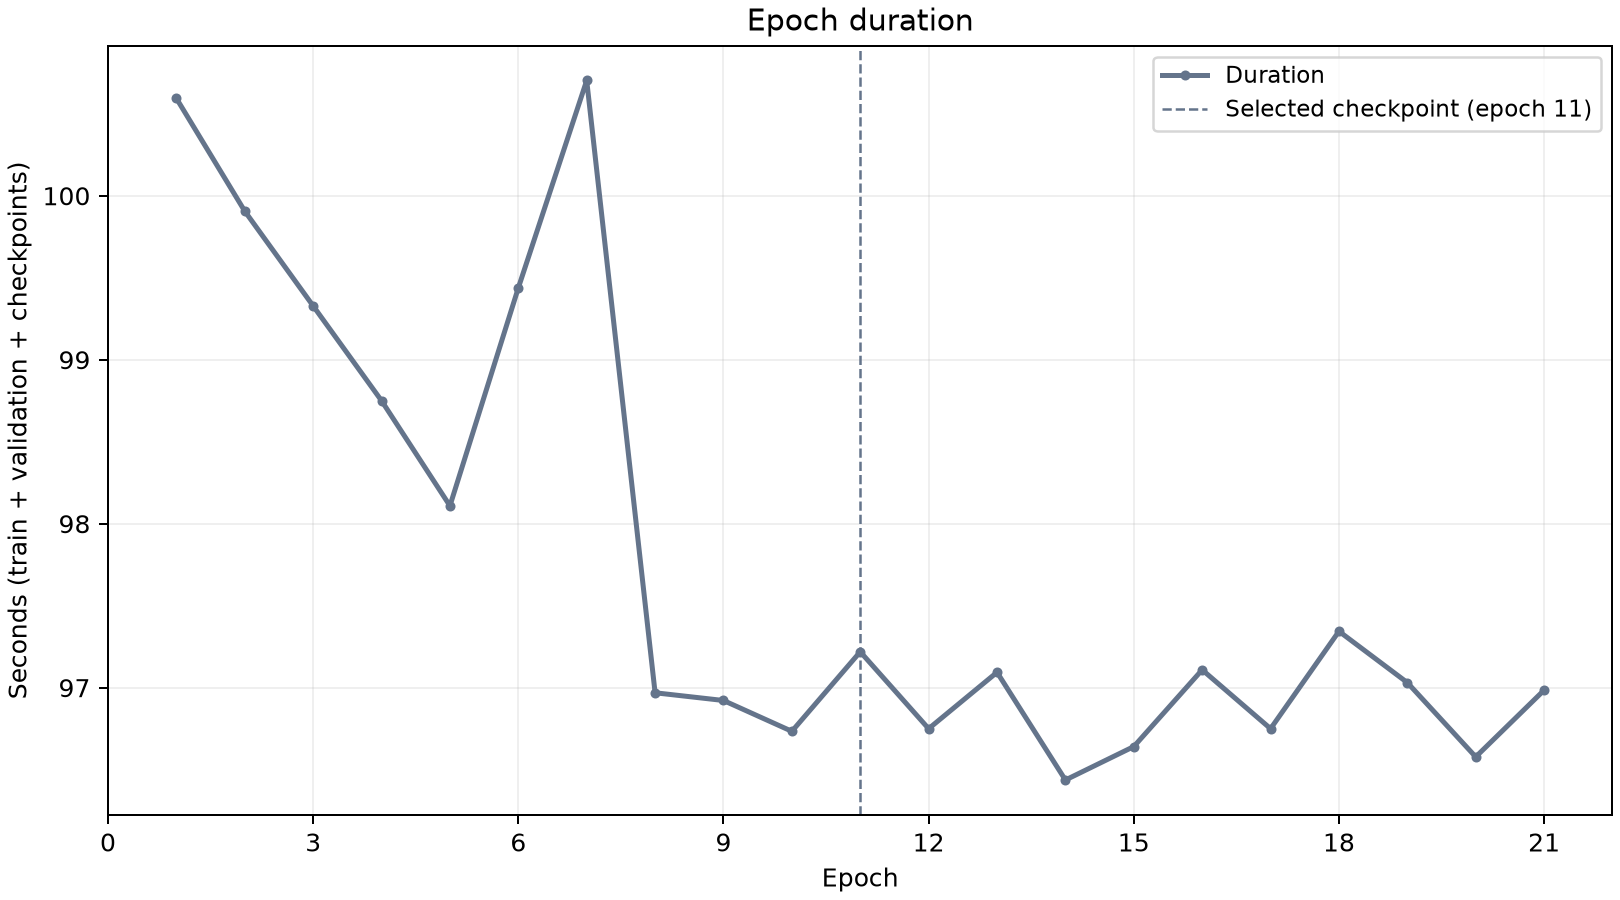 Epoch duration
Duration
Selected checkpoint (epoch 11)
Seconds (train + validation + checkpoints)
100
99
98
97
0 3 6 9 12 15 18 21
Epoch